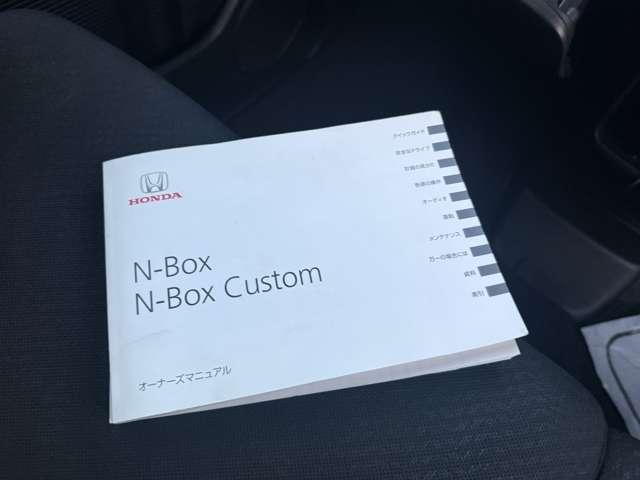 HONDA
N-Box
N-Box Custom
オーナーズマニュアル
クイックガイド
安全なドライブ
計器の見かた
各部の操作
オーディオ
運転
メンテナンス
万一の場合には
資料
索引